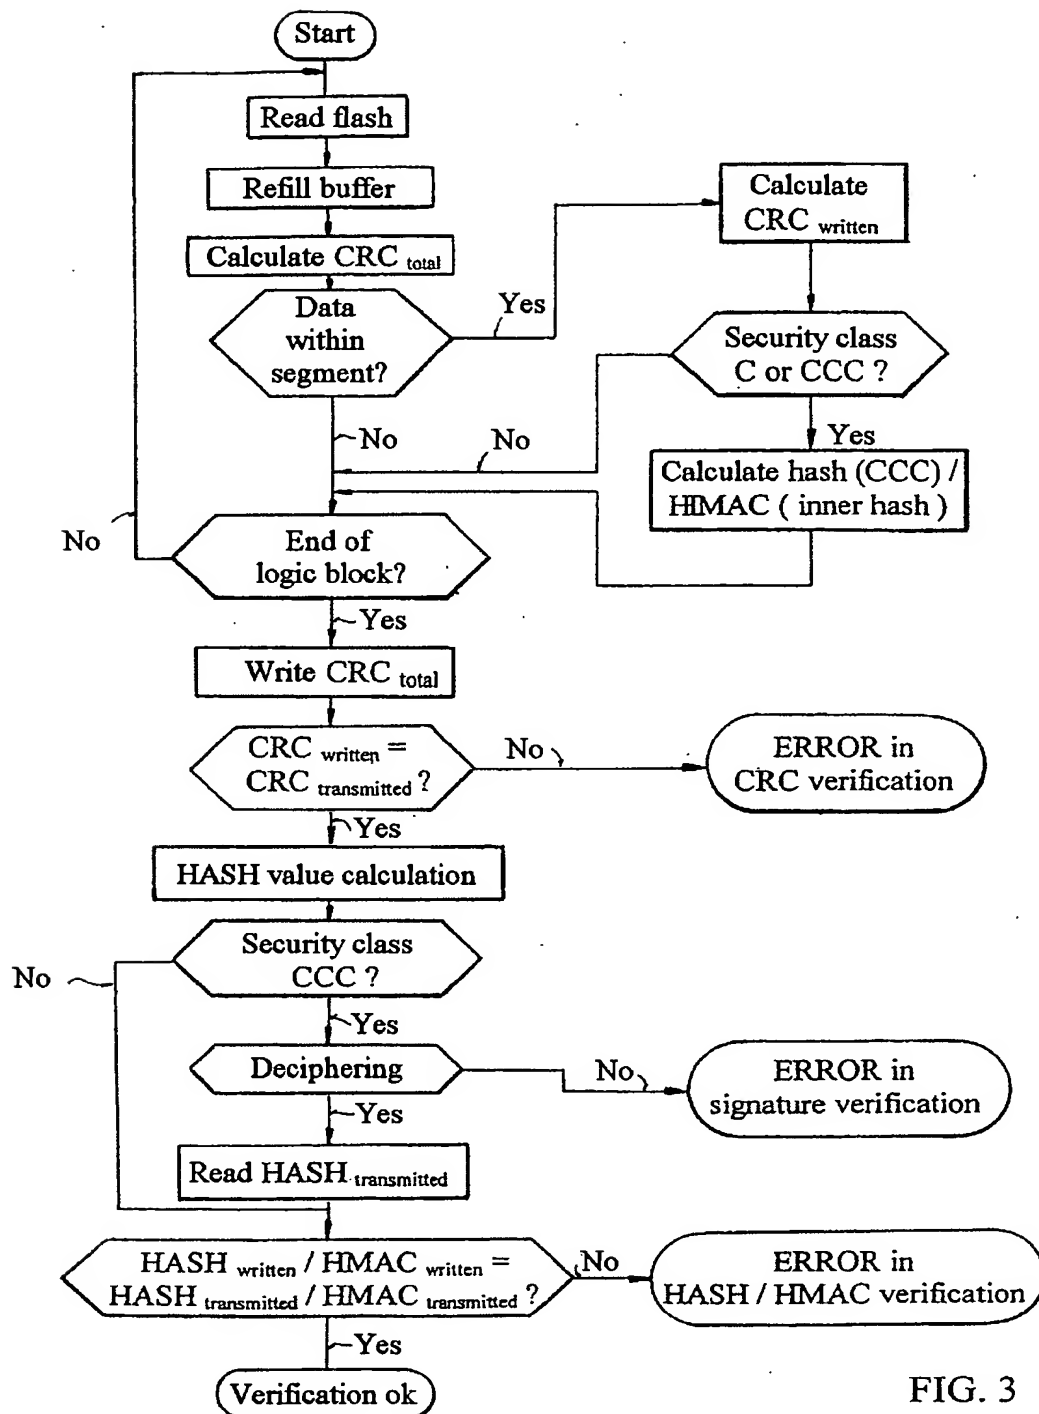 Start
Read flash
Refill buffer
Calculate CRC total
Data
within
segment?
Yes
Calculate
CRC written
Security class
C or CCC ?
Yes
Calculate hash (CCC) /
HIMAC ( inner hash )
No
No
No
End of
logic block?
Yes
Write CRC total
CRC written =
CRC transmitted ?
No
ERROR in
CRC verification
Yes
HASH value calculation
Security class
CCC ?
No
Yes
Deciphering
No
ERROR in
signature verification
Yes
Read HASH transmitted
HASH written / HMAC written =
HASH transmitted / HMAC transmitted ?
No
ERROR in
HASH / HMAC verification
Yes
Verification ok
FIG. 3